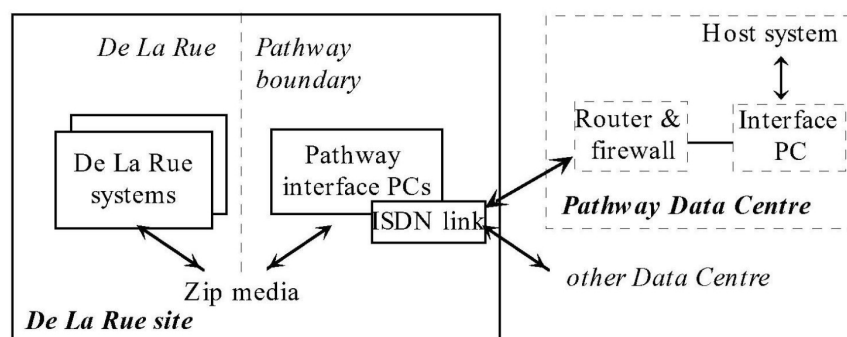 De La Rue
Pathway
boundary
De La Rue
systems
Pathway
interface PCs
ISDN link
Zip media
De La Rue site
Host system
Router &
firewall
Interface
PC
Pathway Data Centre
other Data Centre